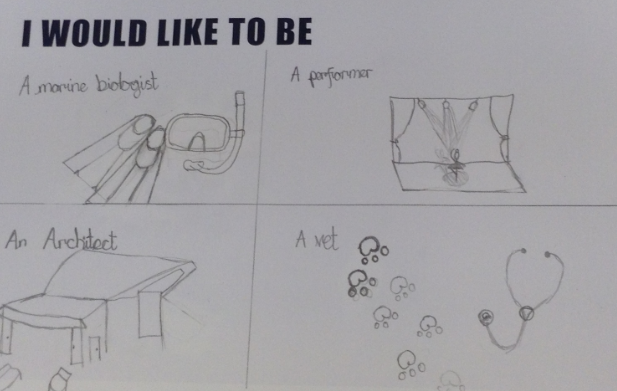 I WOULD LIKE TO BE
A marine biologist
A performer
An Architect
A vet